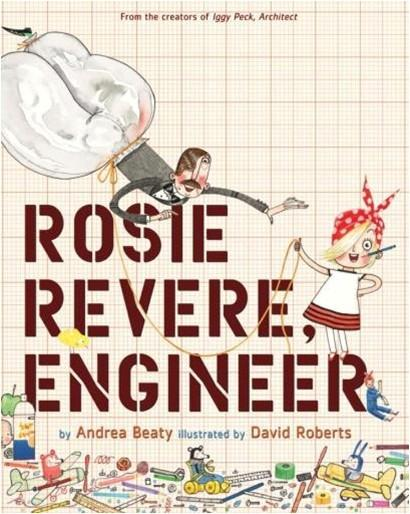 From the creators of Iggy Peck, Architect
ROSIE
REVERE,
ENGINEER
by Andrea Beaty illustrated by David Roberts